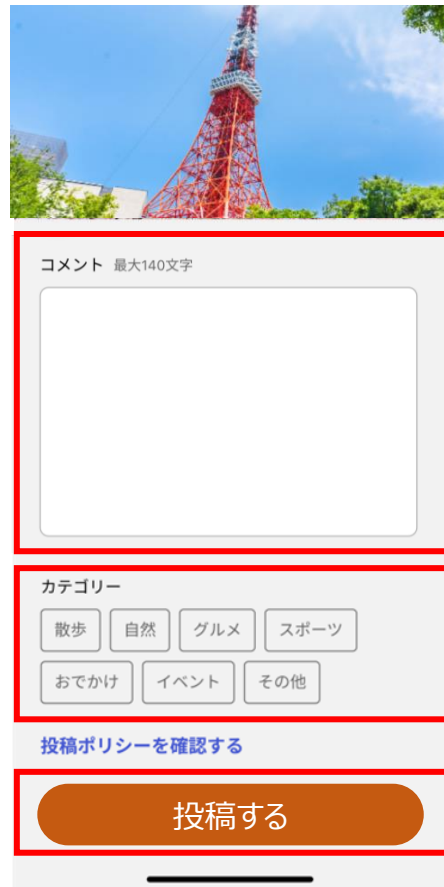 コメント 最大140文字
カテゴリー
散歩 自然 グルメ スポーツ
おでかけ イベント その他
投稿ポリシーを確認する
投稿する